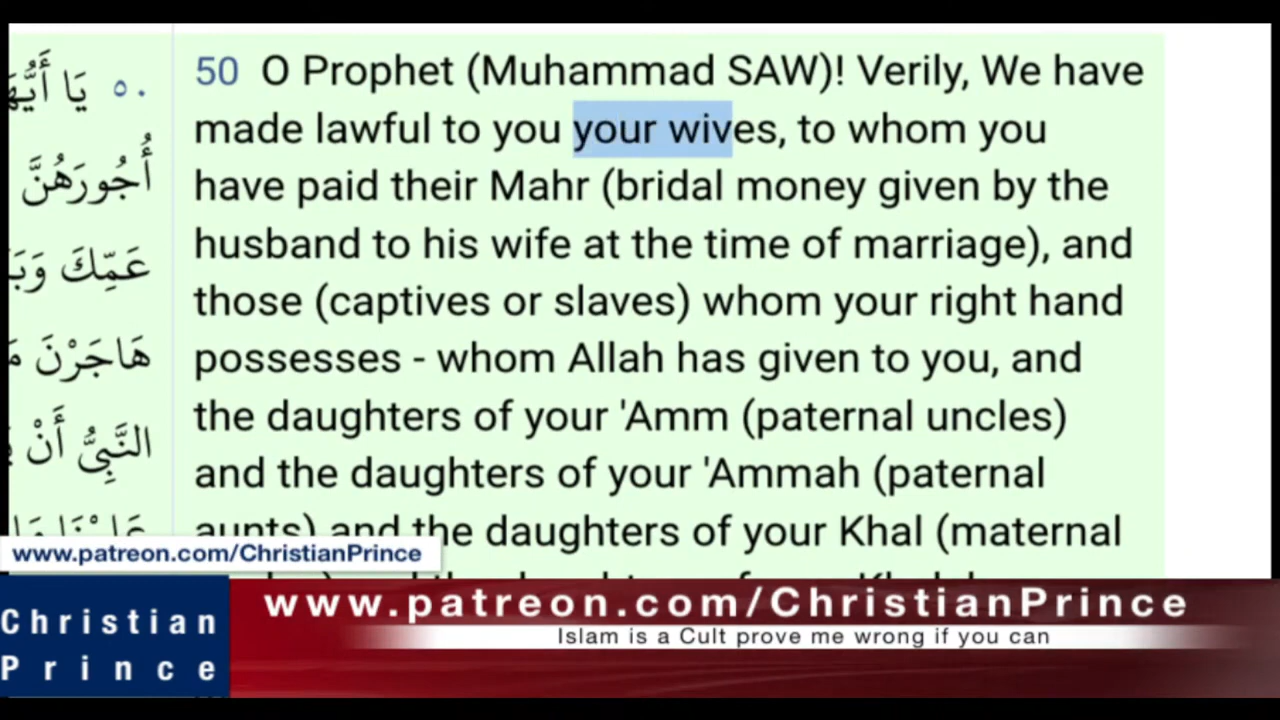 50 O Prophet (Muhammad SAW)! Verily, We have
made lawful to you your wives, to whom you
have paid their Mahr (bridal money given by the
husband to his wife at the time of marriage), and
those (captives or slaves) whom your right hand
possesses - whom Allah has given to you, and
the daughters of your 'Amm (paternal uncles)
and the daughters of your 'Ammah (paternal
aunts) and the daughters of your Khal (maternal
٥٠ يَا
أُجُورَهُنَّ
عَمِّكَ
هَاجَرْنَ
النَّبِيُّ أَنْ
www.patreon.com/ChristianPrince
Christian
Prince
www.patreon.com/ChristianPrince
Islam is a Cult prove me wrong if you can